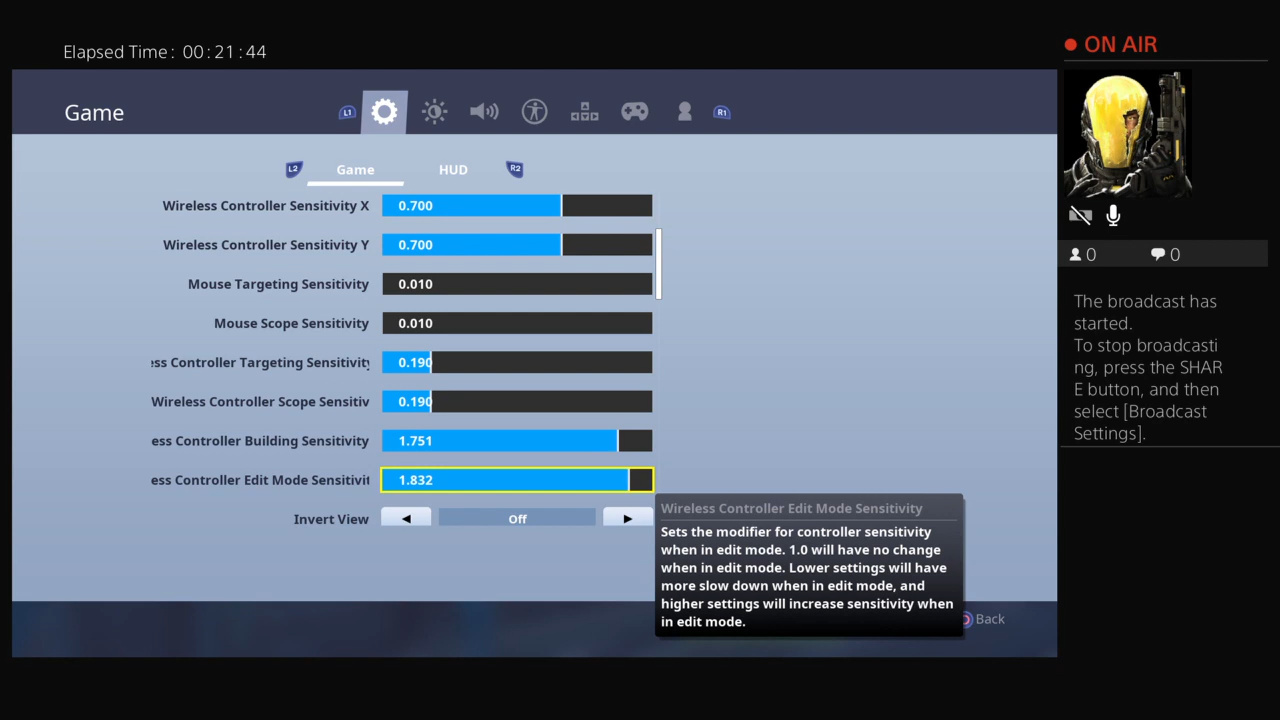 Elapsed Time: 00:21:44
ON AIR
Game
L1
R1
L2
Game
HUD
R2
Wireless Controller Sensitivity X 0.700
Wireless Controller Sensitivity Y 0.700
Mouse Targeting Sensitivity 0.010
Mouse Scope Sensitivity 0.010
ess Controller Targeting Sensitivity 0.190
Wireless Controller Scope Sensitiv 0.190
ess Controller Building Sensitivity 1.751
ess Controller Edit Mode Sensitivit 1.832
Invert View Off
Wireless Controller Edit Mode Sensitivity
Sets the modifier for controller sensitivity
when in edit mode. 1.0 will have no change
when in edit mode. Lower settings will have
more slow down when in edit mode, and
higher settings will increase sensitivity when
in edit mode.
Back
0 0
The broadcast has
started.
To stop broadcasti
ng, press the SHAR
E button, and then
select [Broadcast
Settings].